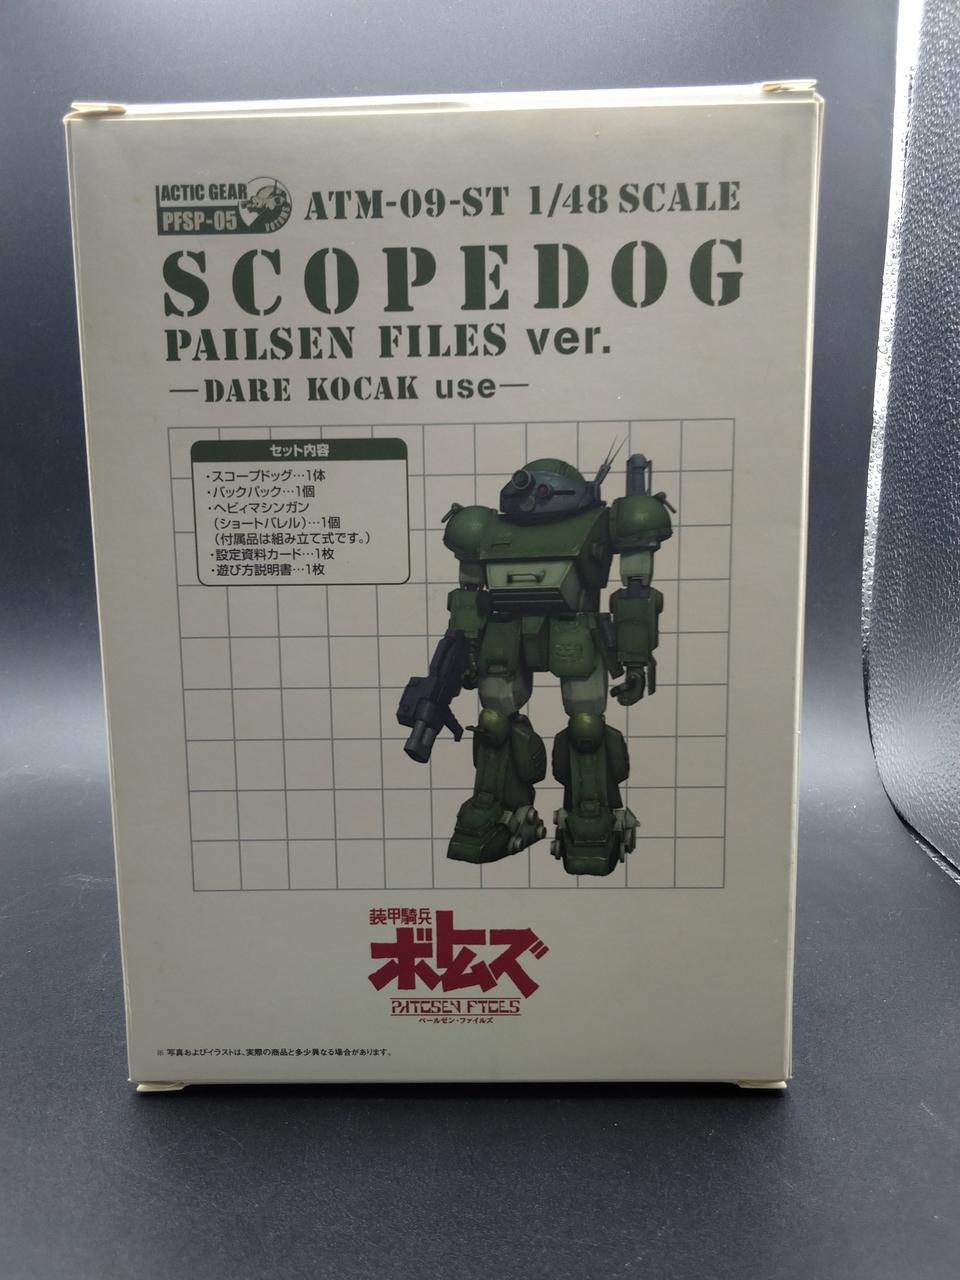 ACTIC GEAR
PFSP-05
VOTOMS
ATM-09-ST 1/48 SCALE
SCOPEDOG
PAILSEN FILES ver.
—DARE KOCAK use—
セット内容
・スコープドッグ…1体
・バックパック…1個
・ヘビィマシンガン
(ショートバレル)…1個
(付属品は組み立て式です。)
・設定資料カード…1枚
・遊び方説明書…1枚
装甲騎兵
ボトムズ
PAILSEN FILES
ペールゼン・ファイルズ
※ 写真およびイラストは、実際の商品と多少異なる場合があります。